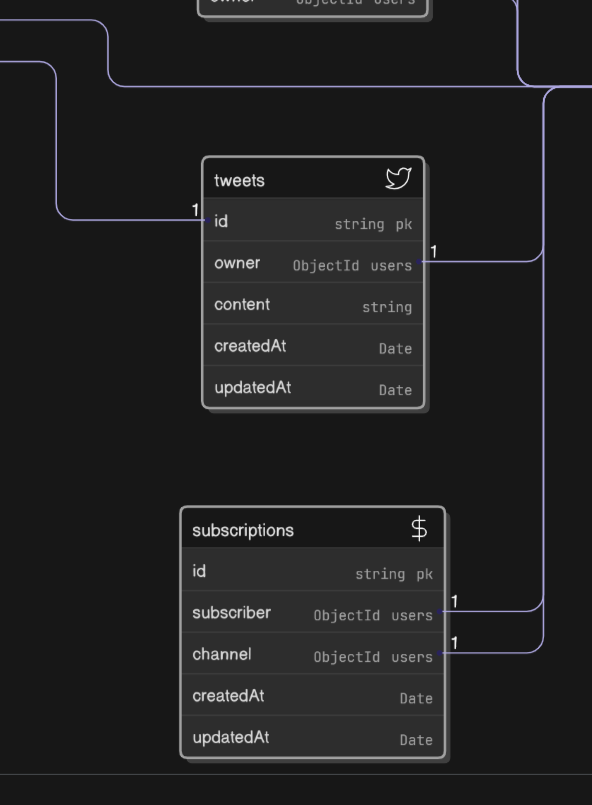 owner ObjectId users
tweets
1
id string pk
1
owner ObjectId users
content string
createdAt Date
updatedAt Date
subscriptions $
id string pk
1
subscriber ObjectId users
1
channel ObjectId users
createdAt Date
updatedAt Date